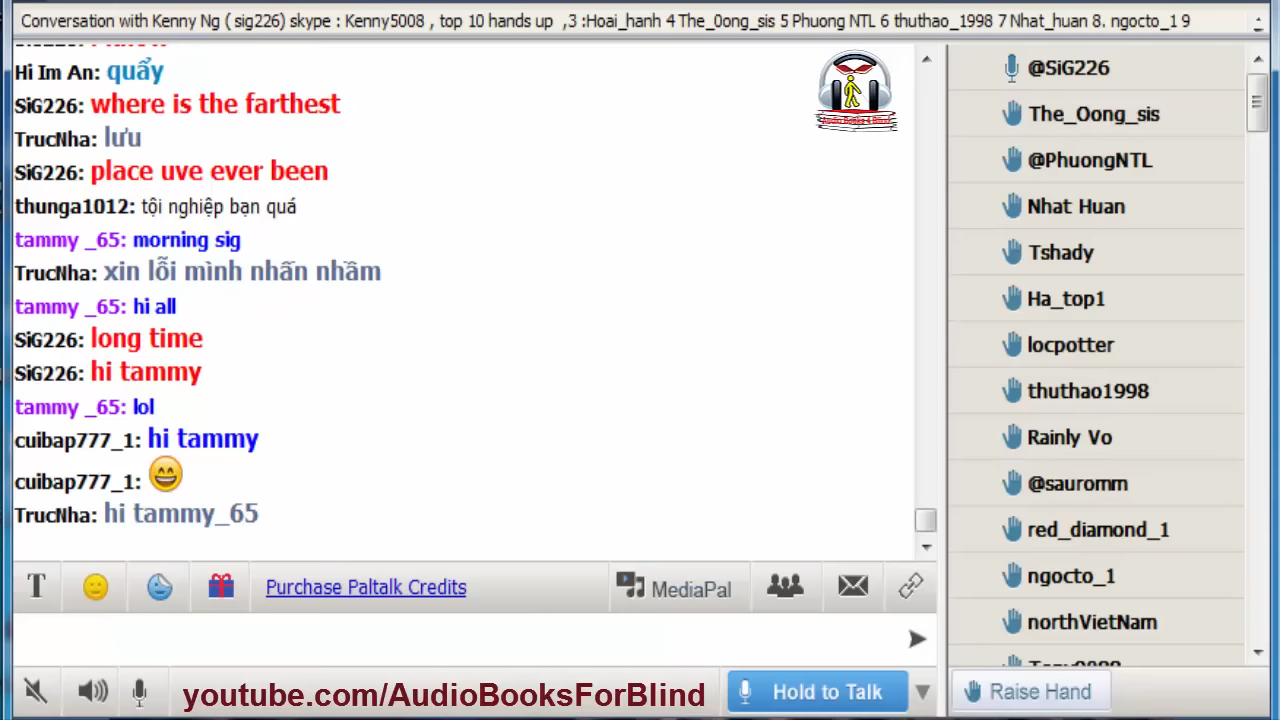 Conversation with Kenny Ng ( sig226) skype : Kenny5008 , top 10 hands up ,3 :Hoai_hanh 4 The_0ong_sis 5 Phuong NTL 6 thuthao_1998 7 Nhat_huan 8. ngocto_1 9
Hi Im An: quẩy
SiG226: where is the farthest
TrucNha: lưu
SiG226: place uve ever been
thunga1012: tội nghiệp bạn quá
tammy _65: morning sig
TrucNha: xin lỗi mình nhấn nhầm
tammy _65: hi all
SiG226: long time
SiG226: hi tammy
tammy _65: lol
cuibap777_1: hi tammy
cuibap777_1:
TrucNha: hi tammy_65
Audio Books 4 Blind
@SiG226
The_Oong_sis
@PhuongNTL
Nhat Huan
Tshady
Ha_top1
locpotter
thuthao1998
Rainly Vo
@sauromm
red_diamond_1
ngocto_1
northVietNam
T Purchase Paltalk Credits MediaPal
youtube.com/AudioBooksForBlind Hold to Talk Raise Hand